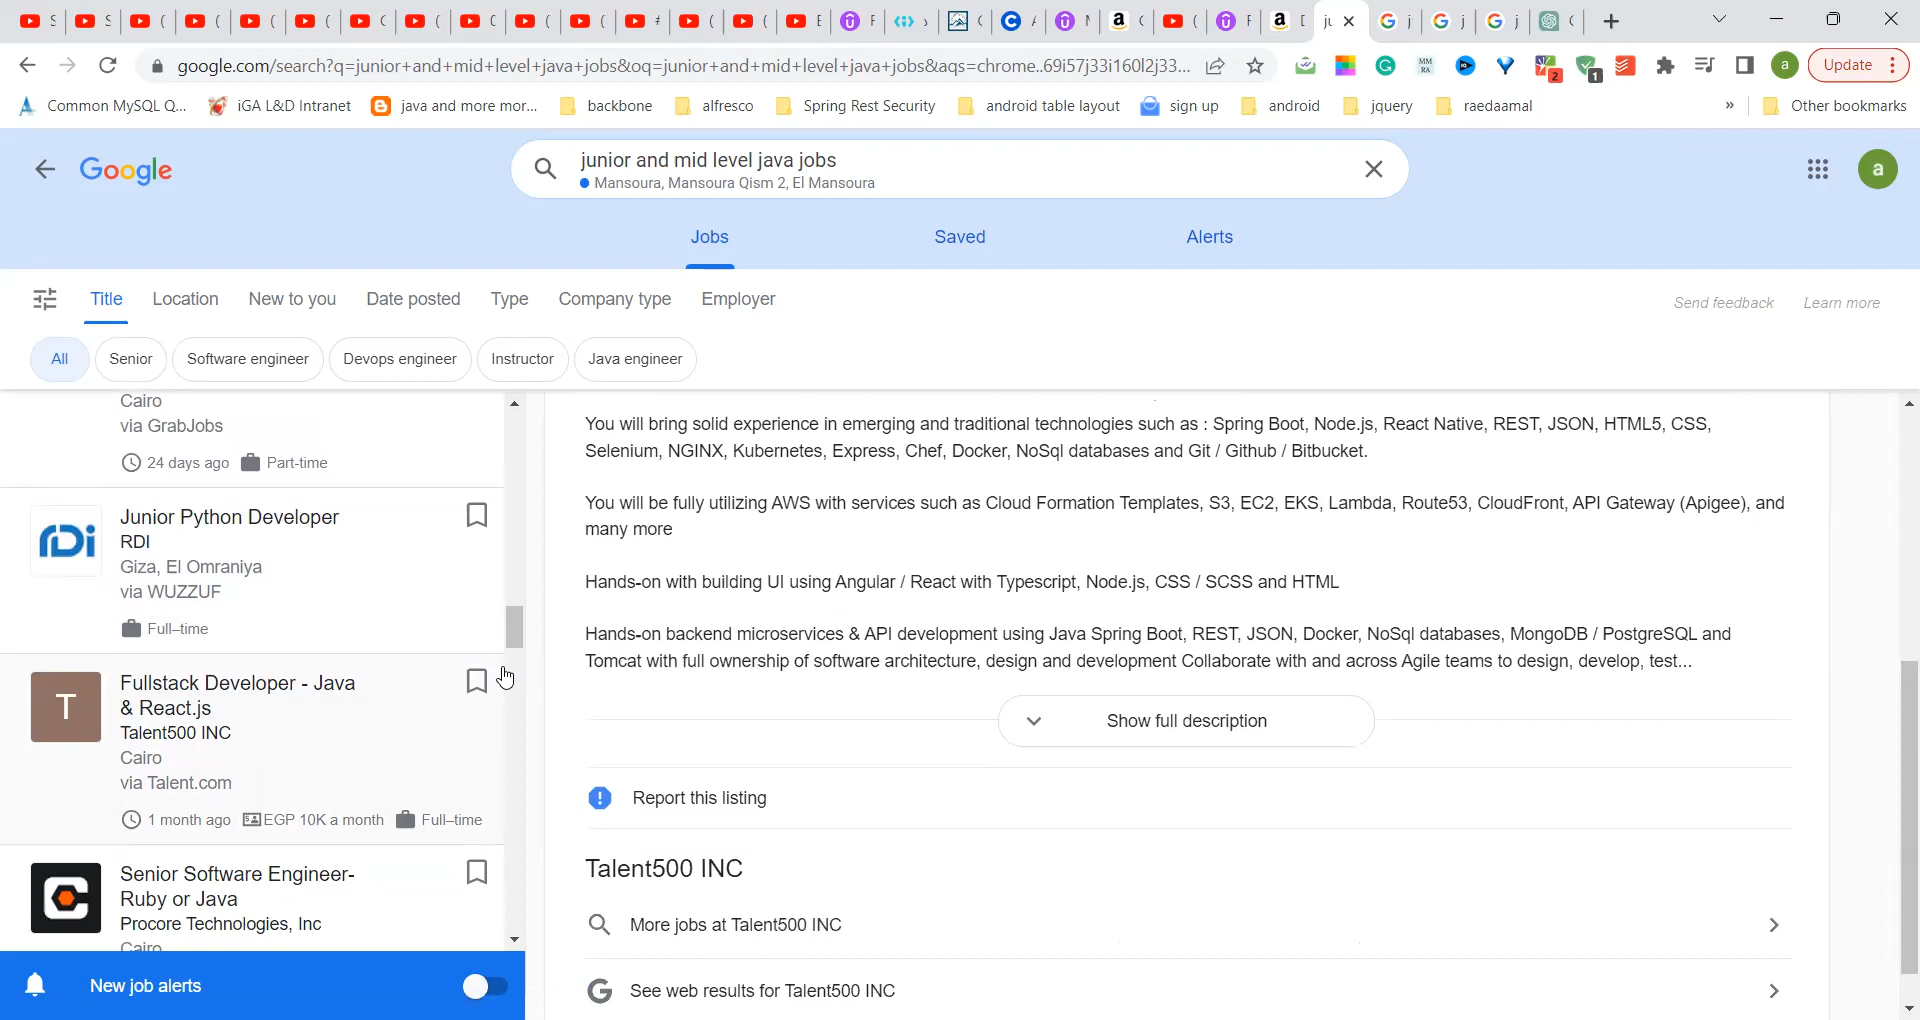 google.com/search?q=junior+and+mid+level+java+jobs&oq=junior+and+mid+level+java+jobs&aqs=chrome..69i57j33i160l2j33...
Update
Common MySQL Q...
iGA L&D Intranet
java and more mor...
backbone
alfresco
Spring Rest Security
android table layout
sign up
android
jquery
raedaamal
»
Other bookmarks
Google
junior and mid level java jobs
Mansoura, Mansoura Qism 2, El Mansoura
a
Jobs
Saved
Alerts
Title
Location
New to you
Date posted
Type
Company type
Employer
Send feedback
Learn more
All
Senior
Software engineer
Devops engineer
Instructor
Java engineer
Cairo
via GrabJobs
24 days ago
Part-time
Junior Python Developer
RDI
Giza, El Omraniya
via WUZZUF
Full–time
T
Fullstack Developer - Java
& React.js
Talent500 INC
Cairo
via Talent.com
1 month ago
EGP 10K a month
Full–time
Senior Software Engineer-
Ruby or Java
Procore Technologies, Inc
Cairo
New job alerts
You will bring solid experience in emerging and traditional technologies such as : Spring Boot, Node.js, React Native, REST, JSON, HTML5, CSS,
Selenium, NGINX, Kubernetes, Express, Chef, Docker, NoSql databases and Git / Github / Bitbucket.
You will be fully utilizing AWS with services such as Cloud Formation Templates, S3, EC2, EKS, Lambda, Route53, CloudFront, API Gateway (Apigee), and
many more
Hands-on with building UI using Angular / React with Typescript, Node.js, CSS / SCSS and HTML
Hands-on backend microservices & API development using Java Spring Boot, REST, JSON, Docker, NoSql databases, MongoDB / PostgreSQL and
Tomcat with full ownership of software architecture, design and development Collaborate with and across Agile teams to design, develop, test...
Show full description
Report this listing
Talent500 INC
More jobs at Talent500 INC
See web results for Talent500 INC